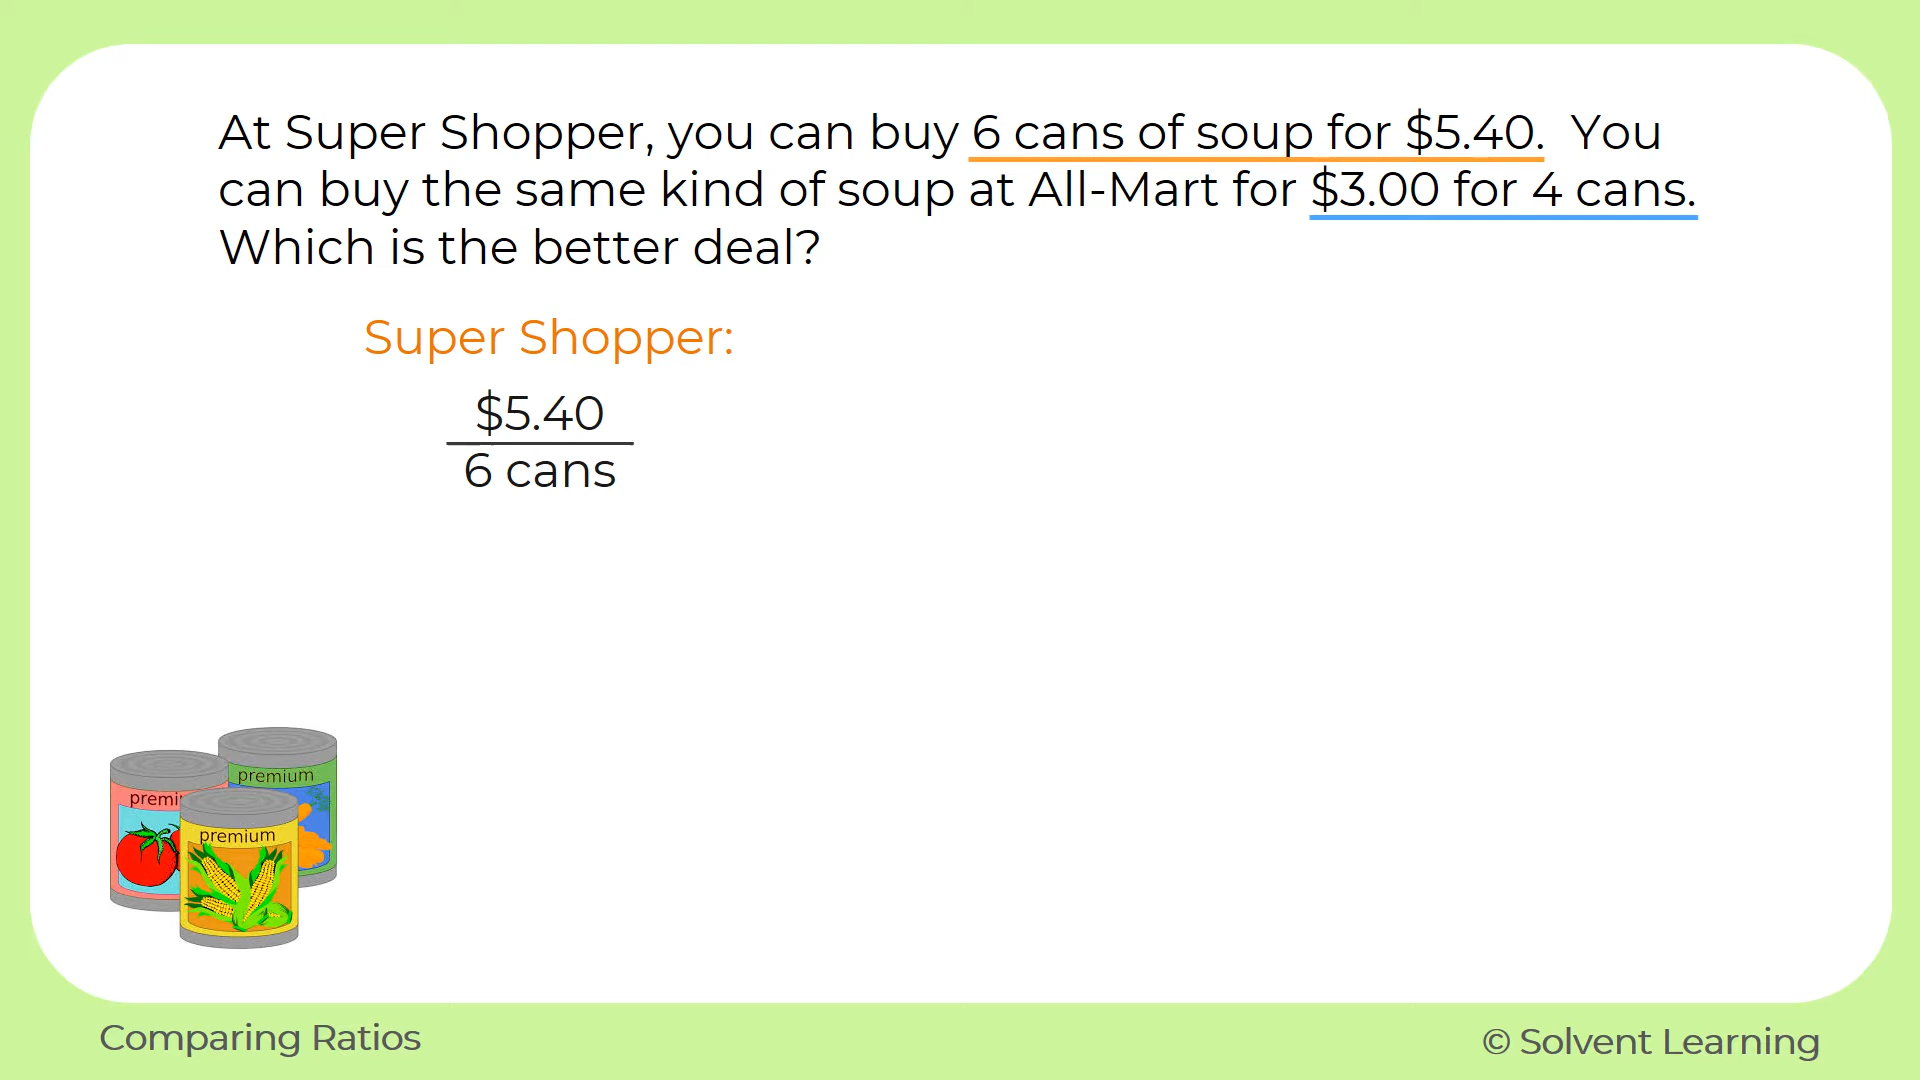 At Super Shopper, you can buy 6 cans of soup for $5.40. You
can buy the same kind of soup at All-Mart for $3.00 for 4 cans.
Which is the better deal?
Super Shopper:
$5.40
6 cans
premium
premi
premium
Comparing Ratios
© Solvent Learning